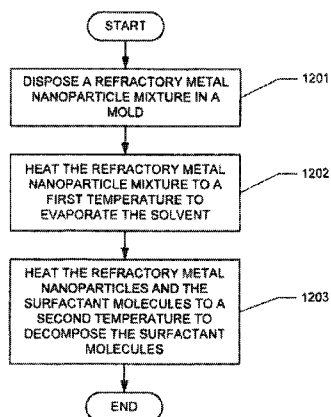 START
DISPOSE A REFRACTORY METAL
NANOPARTICLE MIXTURE IN A
MOLD
1201
HEAT THE REFRACTORY METAL
NANOPARTICLE MIXTURE TO A
FIRST TEMPERATURE TO
EVAPORATE THE SOLVENT
1202
HEAT THE REFRACTORY METAL
NANOPARTICLES AND THE
SURFACTANT MOLECULES TO A
SECOND TEMPERATURE TO
DECOMPOSE THE SURFACTANT
MOLECULES
1203
END